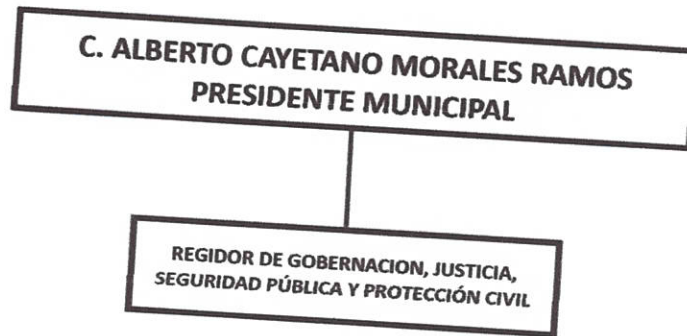 C. ALBERTO CAYETANO MORALES RAMOS
PRESIDENTE MUNICIPAL
REGIDOR DE GOBERNACION, JUSTICIA,
SEGURIDAD PÚBLICA Y PROTECCIÓN CIVIL